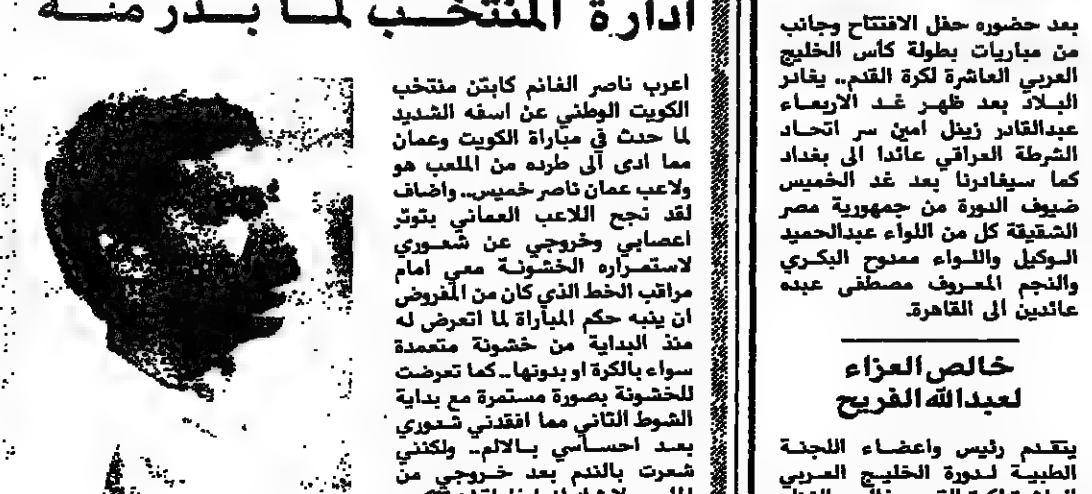 بعد حضوره حفل الافتتاح وجانب
من مباريات بطولة كأس الخليج
العربي العاشرة لكرة القدم.. يغادر
البلاد بعد ظهر غد الاربعاء
عبدالقادر زينل امين سر اتحاد
الشرطة العراقي عائدا الى بغداد
كما سيغادرنا بعد غد الخميس
ضيوف الدورة من جمهورية مصر
الشقيقة كل من اللواء عبدالحميد
الوكيل واللواء ممدوح البكري
والنجم المعروف مصطفى عبده
عائدين الى القاهرة.
خالص العزاء
لعبدالله الفريح
يتقدم رئيس واعضاء اللجنة
الطبية لدورة الخليج العربي
ادارة المنتخب لما بدر منه
اعرب ناصر الغانم كابتن منتخب
الكويت الوطني عن اسفه الشديد
لما حدث في مباراة الكويت وعمان
مما ادى الى طرده من الملعب هو
ولاعب عمان ناصر خميس.. واضاف
لقد نجح اللاعب العماني بتوتر
اعصابي وخروجي عن شعوري
لاستمراره الخشونة معي امام
مراقب الخط الذي كان من المفروض
ان ينبه حكم المباراة لما اتعرض له
منذ البداية من خشونة متعمدة
سواء بالكرة او بدونها.. كما تعرضت
للخشونة بصورة مستمرة مع بداية
الشوط الثاني مما افقدني شعوري
بعد احساسي بالالم.. ولكنني
شعرت بالندم بعد خروجي من